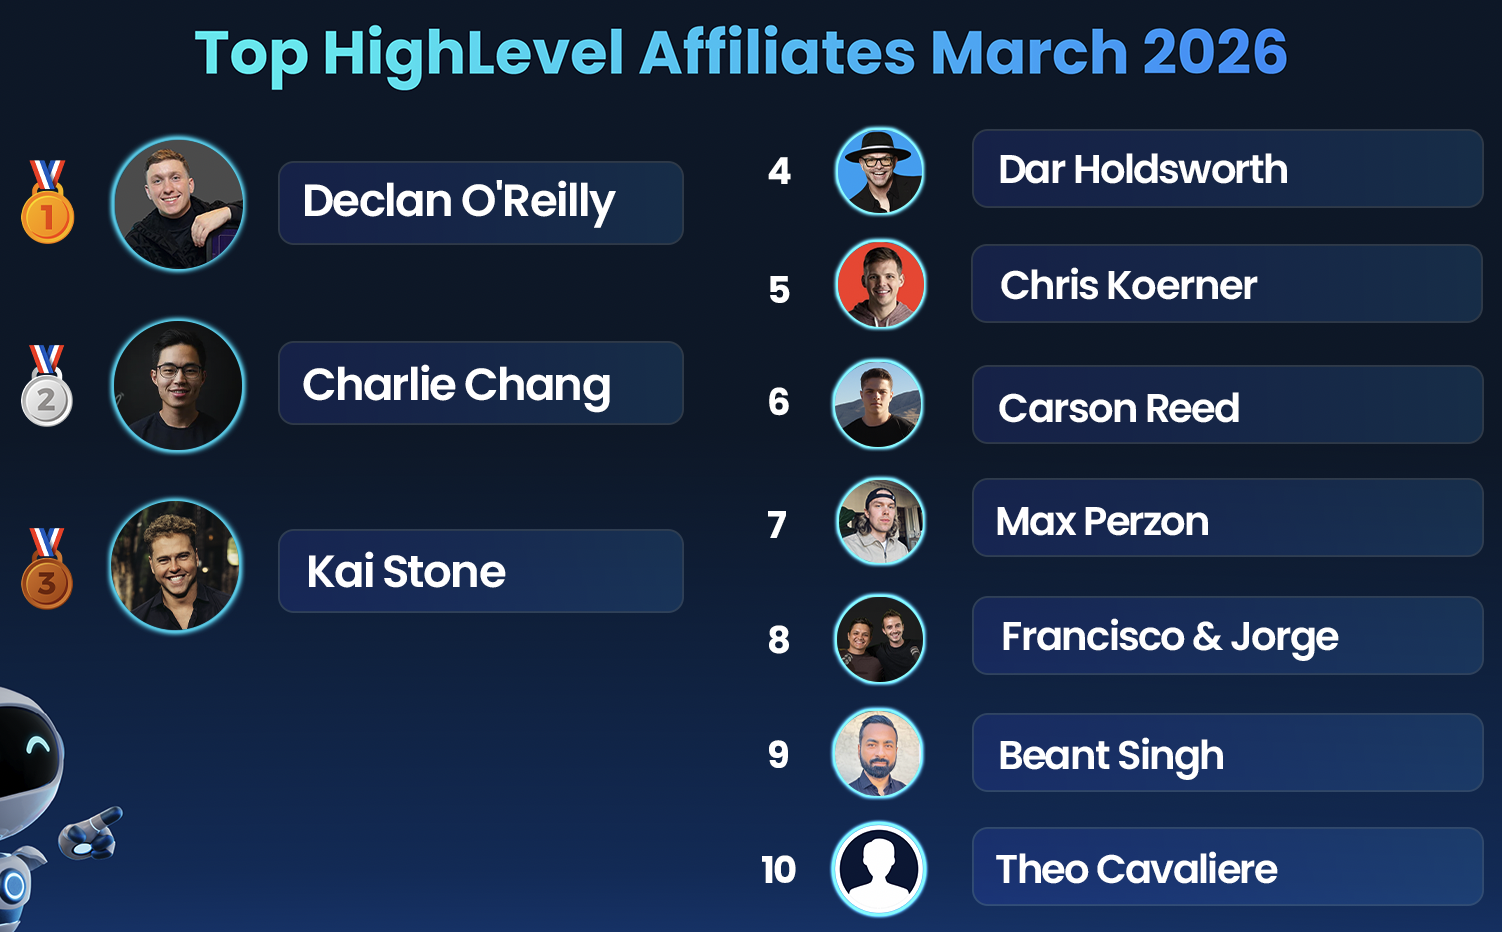 Top HighLevel Affiliates March 2026
1
Declan O'Reilly
2
Charlie Chang
3
Kai Stone
4
Dar Holdsworth
5
Chris Koerner
6
Carson Reed
7
Max Perzon
8
Francisco & Jorge
9
Beant Singh
10
Theo Cavaliere